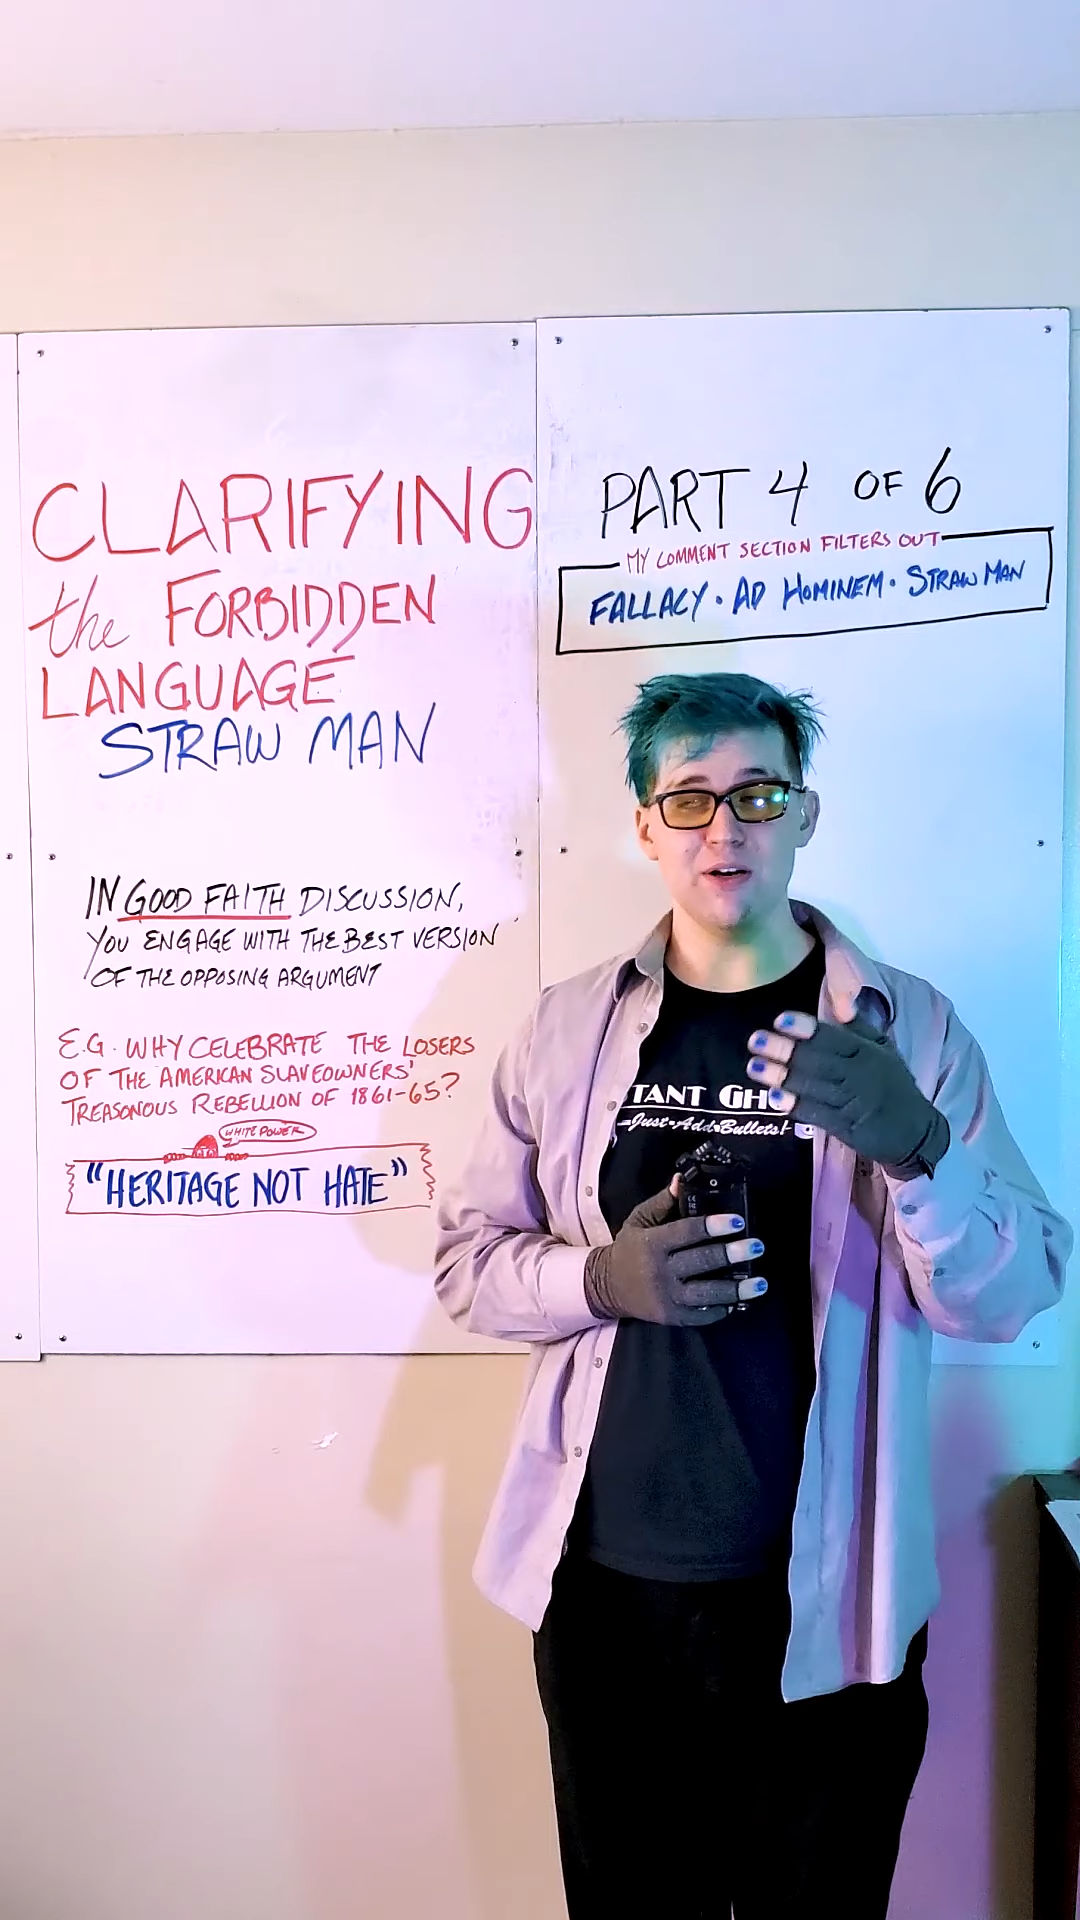 CLARIFYING
the FORBIDDEN
LANGUAGE
STRAW MAN
IN GOOD FAITH DISCUSSION,
YOU ENGAGE WITH THE BEST VERSION
OF THE OPPOSING ARGUMENT
E.G. WHY CELEBRATE THE LOSERS
OF THE AMERICAN SLAVEOWNERS'
TREASONOUS REBELLION OF 1861-65?
WHITE POWER
"HERITAGE NOT HATE"
PART 4 OF 6
MY COMMENT SECTION FILTERS OUT
FALLACY • AD HOMINEM • STRAW MAN
TANT GH
Just Add Bullets!